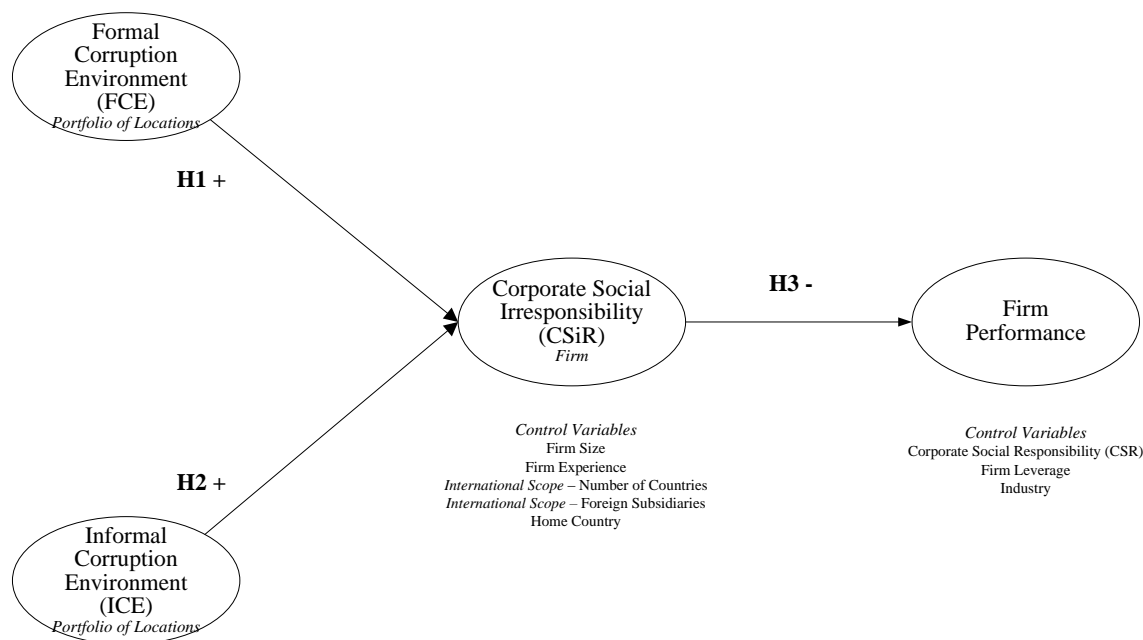 Formal
Corruption
Environment
(FCE)
Portfolio of Locations
H1 +
Corporate Social
Irresponsibility
(CSiR)
Firm
H3 -
Firm
Performance
Control Variables
Firm Size
Firm Experience
International Scope – Number of Countries
International Scope – Foreign Subsidiaries
Home Country
Control Variables
Corporate Social Responsibility (CSR)
Firm Leverage
Industry
H2 +
Informal
Corruption
Environment
(ICE)
Portfolio of Locations